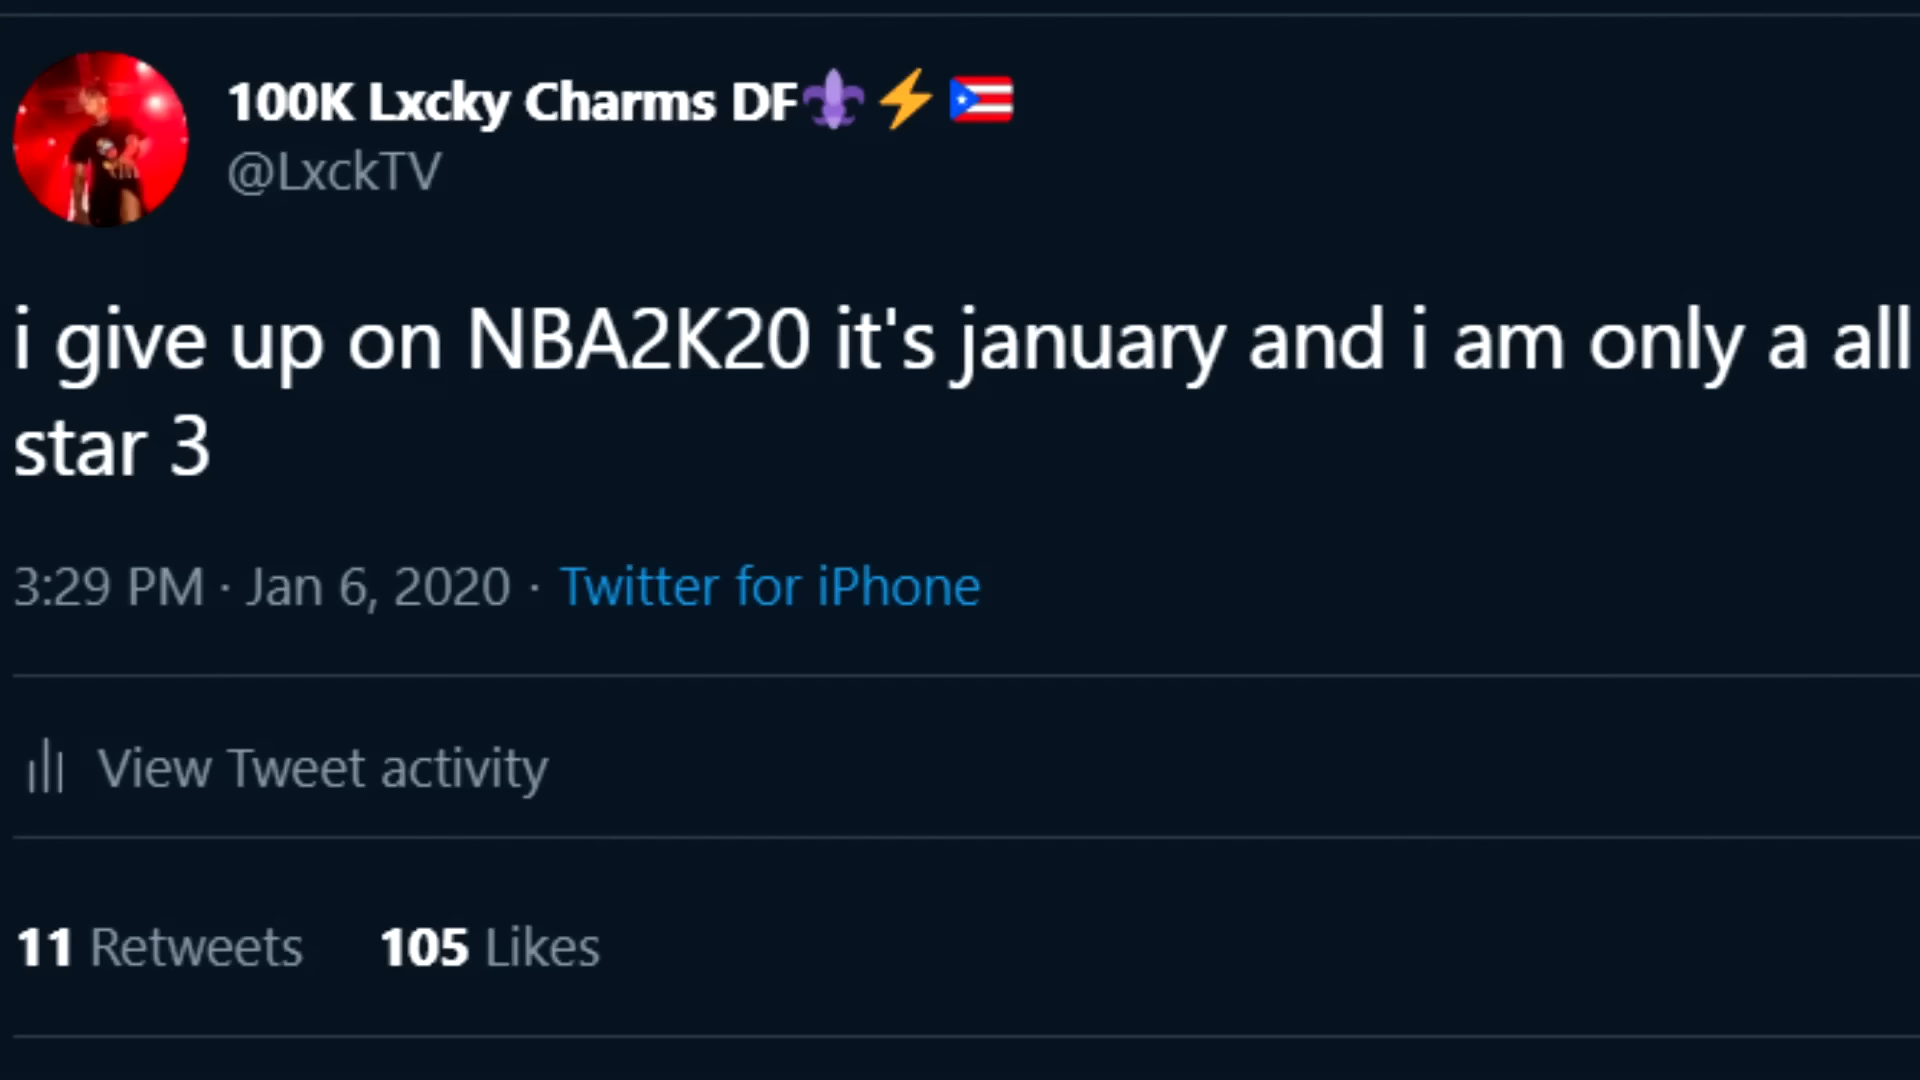 100K Lxcky Charms DF⚜⚡🇵🇷
@LxckTV
i give up on NBA2K20 it's january and i am only a all
star 3
3:29 PM · Jan 6, 2020 · Twitter for iPhone
View Tweet activity
11 Retweets 105 Likes